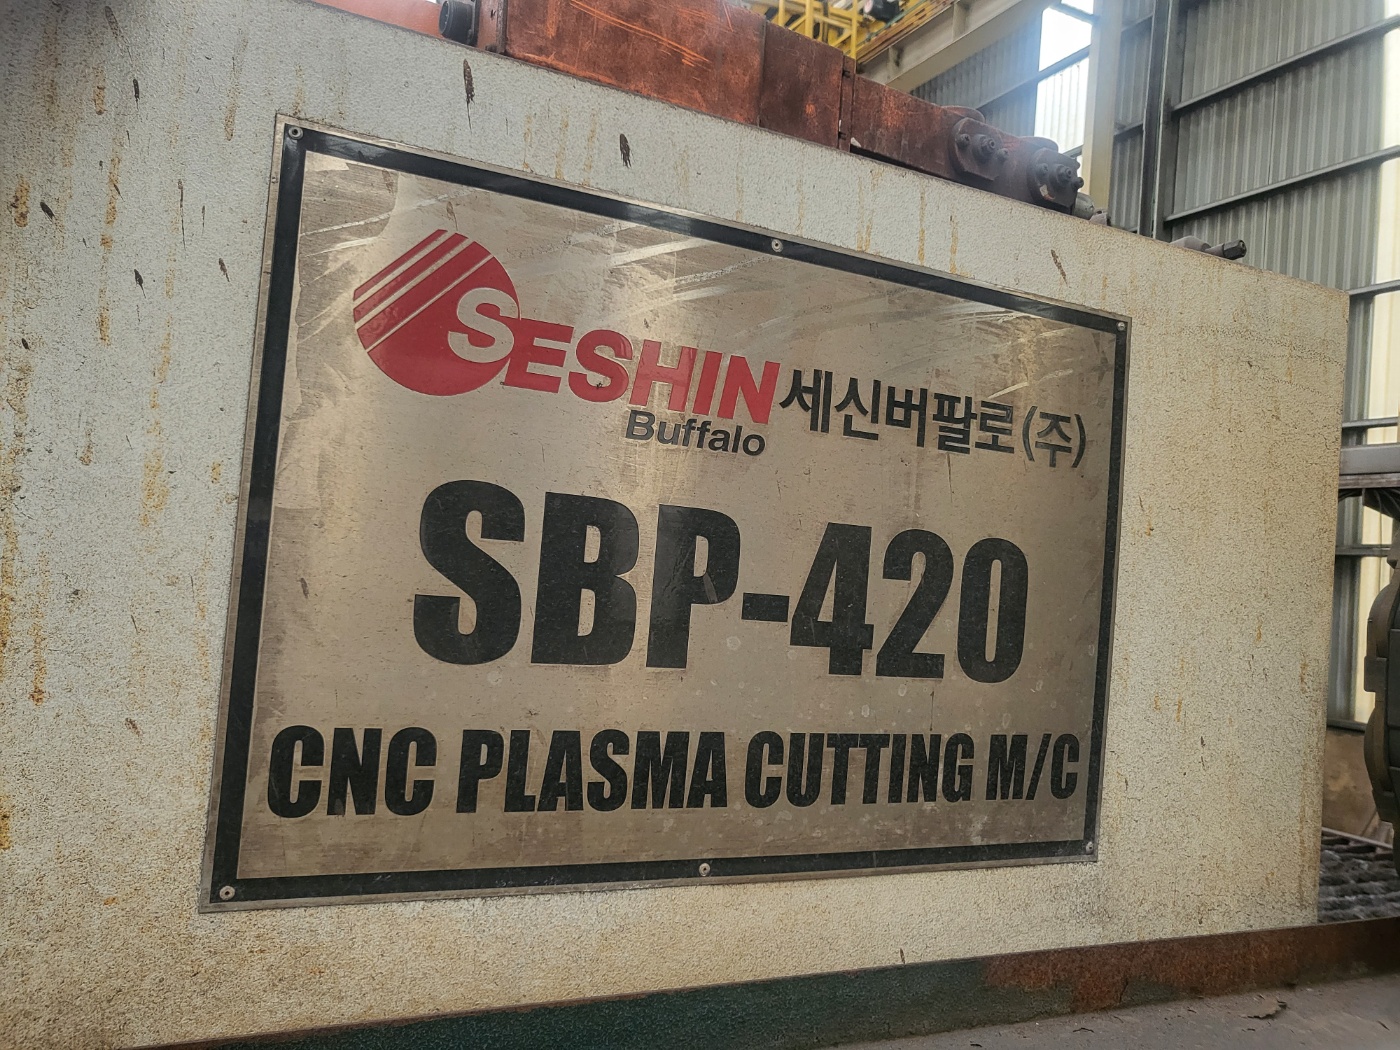 SESHIN 세신버팔로(주)
Buffalo
SBP-420
CNC PLASMA CUTTING M/C